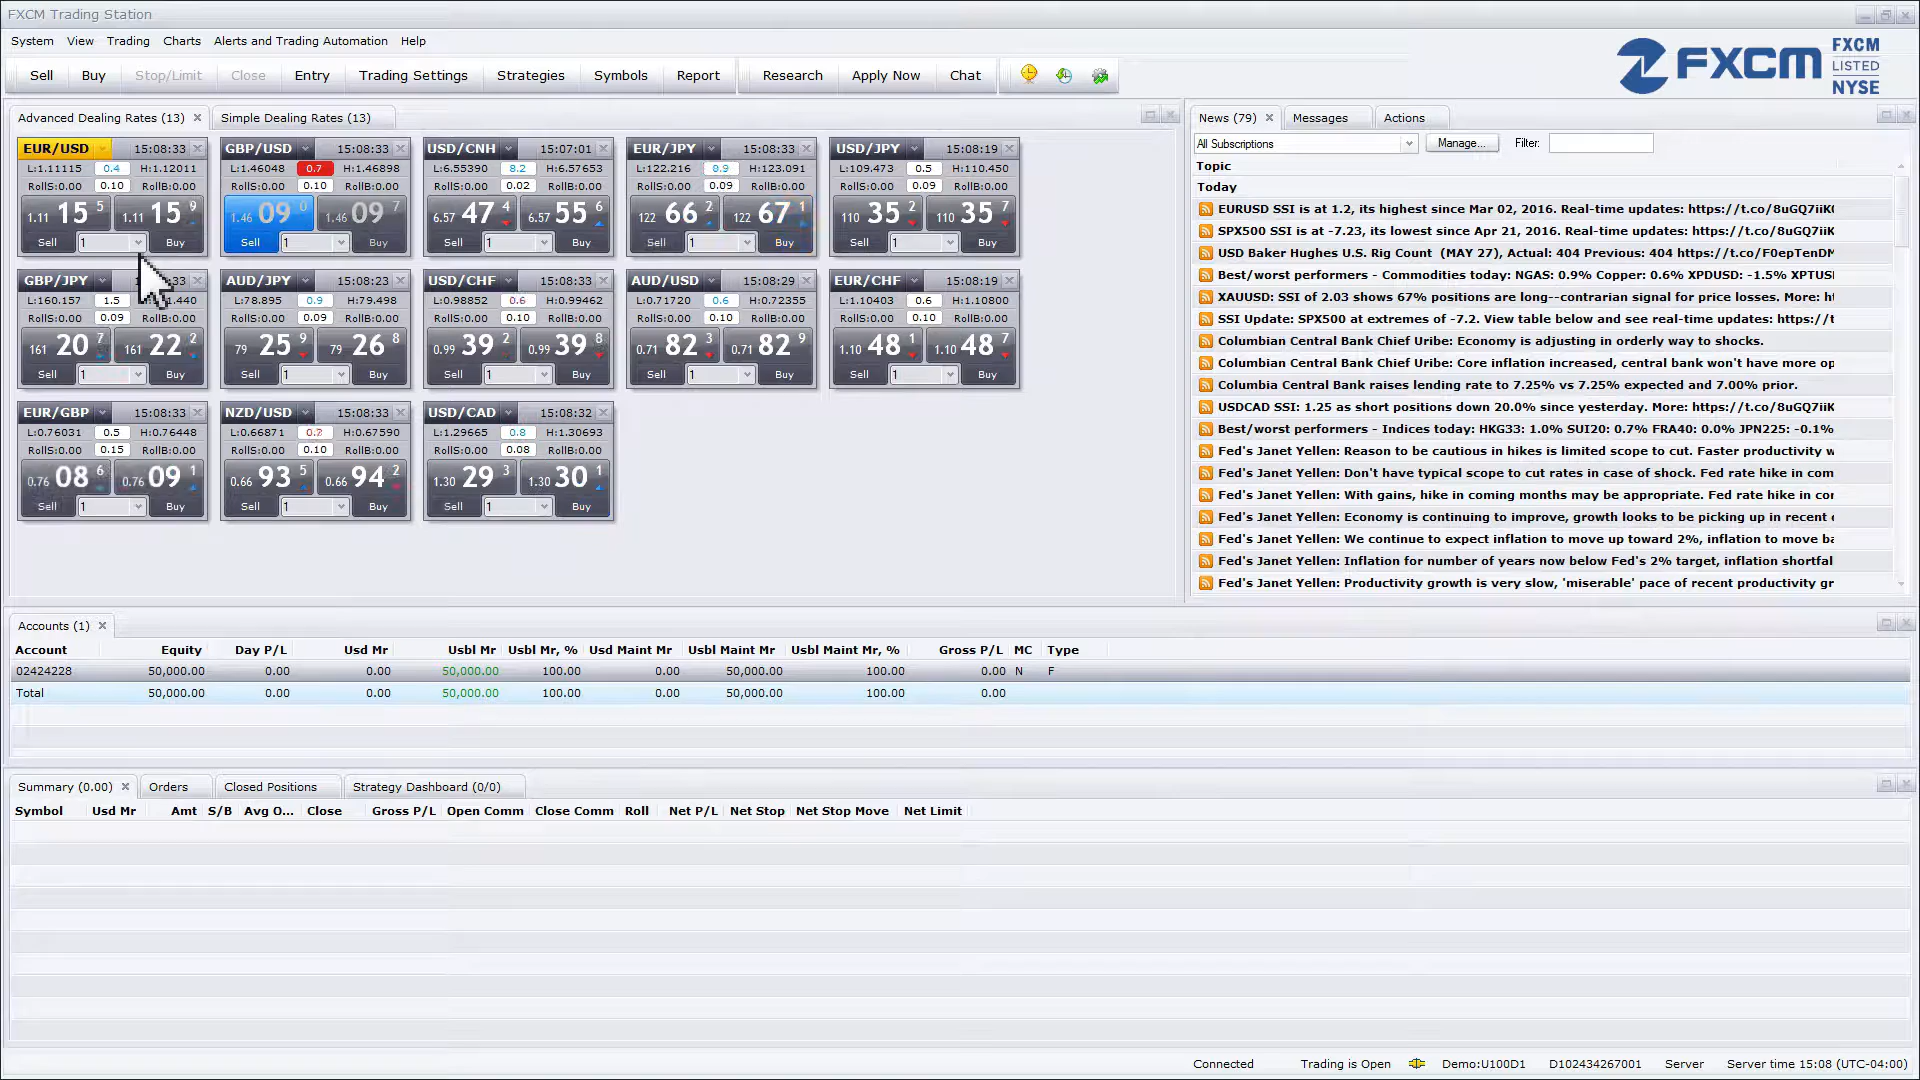 FXCM Trading Station
System View Trading Charts Alerts and Trading Automation Help
Sell Buy Stop/Limit Close Entry Trading Settings Strategies Symbols Report Research Apply Now Chat
FXCM
FXCM
LISTED
NYSE
Advanced Dealing Rates (13) Simple Dealing Rates (13)
EUR/USD 15:08:33
L:1.11115 0.4 H:1.12011
RollS:0.00 0.10 RollB:0.00
1.11 15 5 1.11 15 9
Sell 1 Buy
GBP/USD 15:08:33
L:1.46048 0.7 H:1.46898
RollS:0.00 0.10 RollB:0.00
1.46 09 0 1.46 09 7
Sell 1 Buy
USD/CNH 15:07:01
L:6.55390 8.2 H:6.57653
RollS:0.00 0.02 RollB:0.00
6.57 47 4 6.57 55 6
Sell 1 Buy
EUR/JPY 15:08:33
L:122.216 0.9 H:123.091
RollS:0.00 0.09 RollB:0.00
122 66 2 122 67 1
Sell 1 Buy
USD/JPY 15:08:19
L:109.473 0.5 H:110.450
RollS:0.00 0.09 RollB:0.00
110 35 2 110 35 7
Sell 1 Buy
GBP/JPY :33
L:160.157 1.5 .440
RollS:0.00 0.09 RollB:0.00
161 20 7 161 22 2
Sell 1 Buy
AUD/JPY 15:08:23
L:78.895 0.9 H:79.498
RollS:0.00 0.09 RollB:0.00
79 25 9 79 26 8
Sell 1 Buy
USD/CHF 15:08:33
L:0.98852 0.6 H:0.99462
RollS:0.00 0.10 RollB:0.00
0.99 39 2 0.99 39 8
Sell 1 Buy
AUD/USD 15:08:29
L:0.71720 0.6 H:0.72355
RollS:0.00 0.10 RollB:0.00
0.71 82 3 0.71 82 9
Sell 1 Buy
EUR/CHF 15:08:19
L:1.10403 0.6 H:1.10800
RollS:0.00 0.10 RollB:0.00
1.10 48 1 1.10 48 7
Sell 1 Buy
EUR/GBP 15:08:33
L:0.76031 0.5 H:0.76448
RollS:0.00 0.15 RollB:0.00
0.76 08 6 0.76 09 1
Sell 1 Buy
NZD/USD 15:08:33
L:0.66871 0.7 H:0.67590
RollS:0.00 0.10 RollB:0.00
0.66 93 5 0.66 94 2
Sell 1 Buy
USD/CAD 15:08:32
L:1.29665 0.8 H:1.30693
RollS:0.00 0.08 RollB:0.00
1.30 29 3 1.30 30 1
Sell 1 Buy
News (79) Messages Actions
All Subscriptions Manage... Filter:
Topic
Today
EURUSD SSI is at 1.2, its highest since Mar 02, 2016. Real-time updates: https://t.co/8uGQ7iiK
SPX500 SSI is at -7.23, its lowest since Apr 21, 2016. Real-time updates: https://t.co/8uGQ7iiK
USD Baker Hughes U.S. Rig Count (MAY 27), Actual: 404 Previous: 404 https://t.co/F0epTenDM
Best/worst performers - Commodities today: NGAS: 0.9% Copper: 0.6% XPDUSD: -1.5% XPTUS
XAUUSD: SSI of 2.03 shows 67% positions are long--contrarian signal for price losses. More: ht
SSI Update: SPX500 at extremes of -7.2. View table below and see real-time updates: https://t
Columbian Central Bank Chief Uribe: Economy is adjusting in orderly way to shocks.
Columbian Central Bank Chief Uribe: Core inflation increased, central bank won't have more op
Columbia Central Bank raises lending rate to 7.25% vs 7.25% expected and 7.00% prior.
USDCAD SSI: 1.25 as short positions down 20.0% since yesterday. More: https://t.co/8uGQ7iiK
Best/worst performers - Indices today: HKG33: 1.0% SUI20: 0.7% FRA40: 0.0% JPN225: -0.1%
Fed's Janet Yellen: Reason to be cautious in hikes is limited scope to cut. Faster productivity w
Fed's Janet Yellen: Don't have typical scope to cut rates in case of shock. Fed rate hike in com
Fed's Janet Yellen: With gains, hike in coming months may be appropriate. Fed rate hike in cor
Fed's Janet Yellen: Economy is continuing to improve, growth looks to be picking up in recent
Fed's Janet Yellen: We continue to expect inflation to move up toward 2%, inflation to move ba
Fed's Janet Yellen: Inflation for number of years now below Fed's 2% target, inflation shortfal
Fed's Janet Yellen: Productivity growth is very slow, 'miserable' pace of recent productivity gr
Accounts (1)
Account Equity Day P/L Usd Mr Usbl Mr Usbl Mr, % Usd Maint Mr Usbl Maint Mr Usbl Maint Mr, % Gross P/L MC Type
02424228 50,000.00 0.00 0.00 50,000.00 100.00 0.00 50,000.00 100.00 0.00 N F
Total 50,000.00 0.00 0.00 50,000.00 100.00 0.00 50,000.00 100.00 0.00
Summary (0.00) Orders Closed Positions Strategy Dashboard (0/0)
Symbol Usd Mr Amt S/B Avg O... Close Gross P/L Open Comm Close Comm Roll Net P/L Net Stop Net Stop Move Net Limit
Connected Trading is Open Demo:U100D1 D102434267001 Server Server time 15:08 (UTC-04:00)